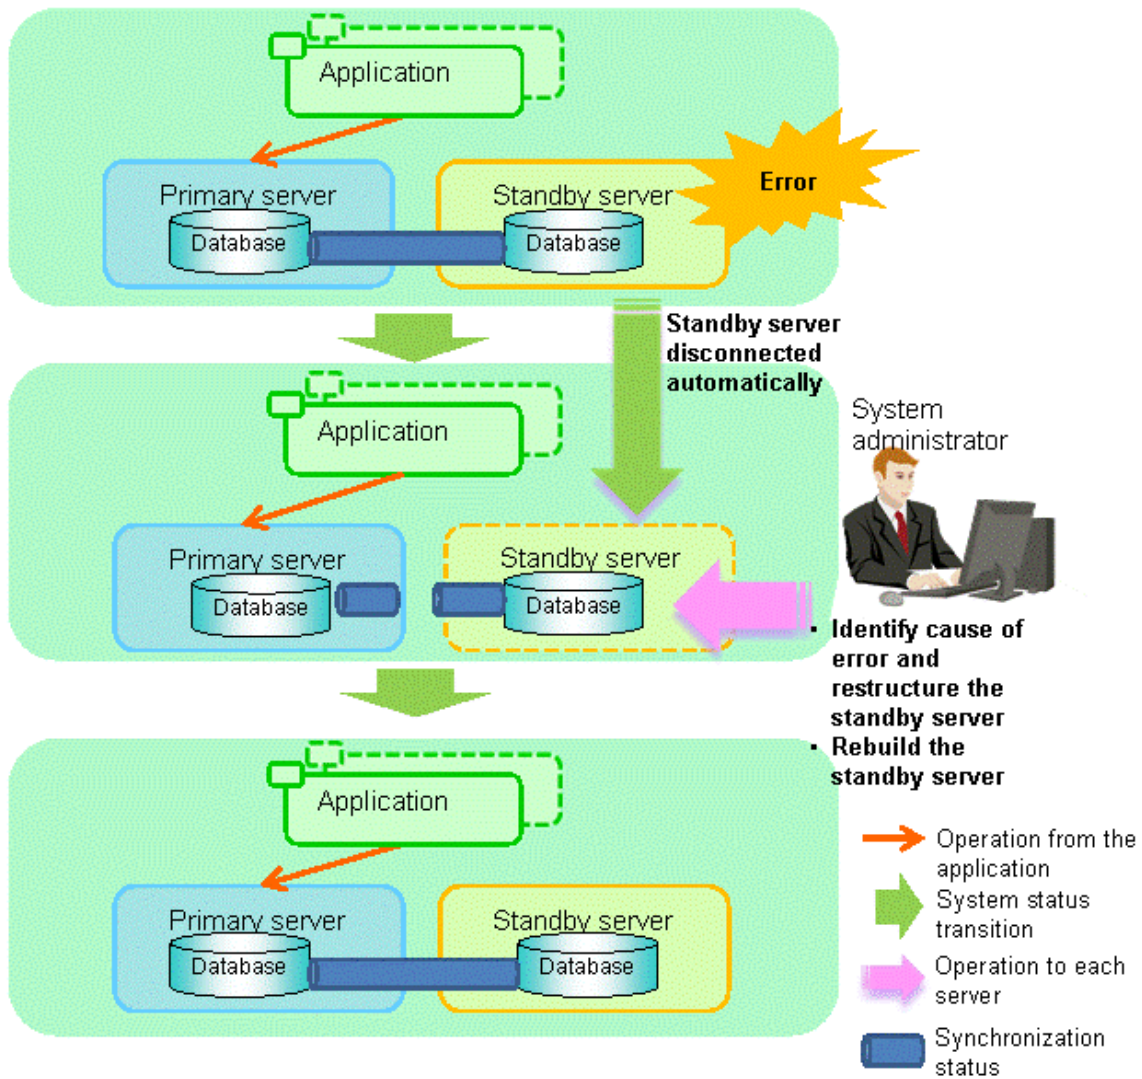 Application
Error
Primary server
Standby server
Database
Database
Standby server
disconnected
automatically
Application
System
administrator
Primary server
Standby server
Database
Database
▪ Identify cause of
error and
restructure the
standby server
▪ Rebuild the
standby server
Application
Primary server
Standby server
Database
Database
Operation from the
application
System status
transition
Operation to each
server
Synchronization
status